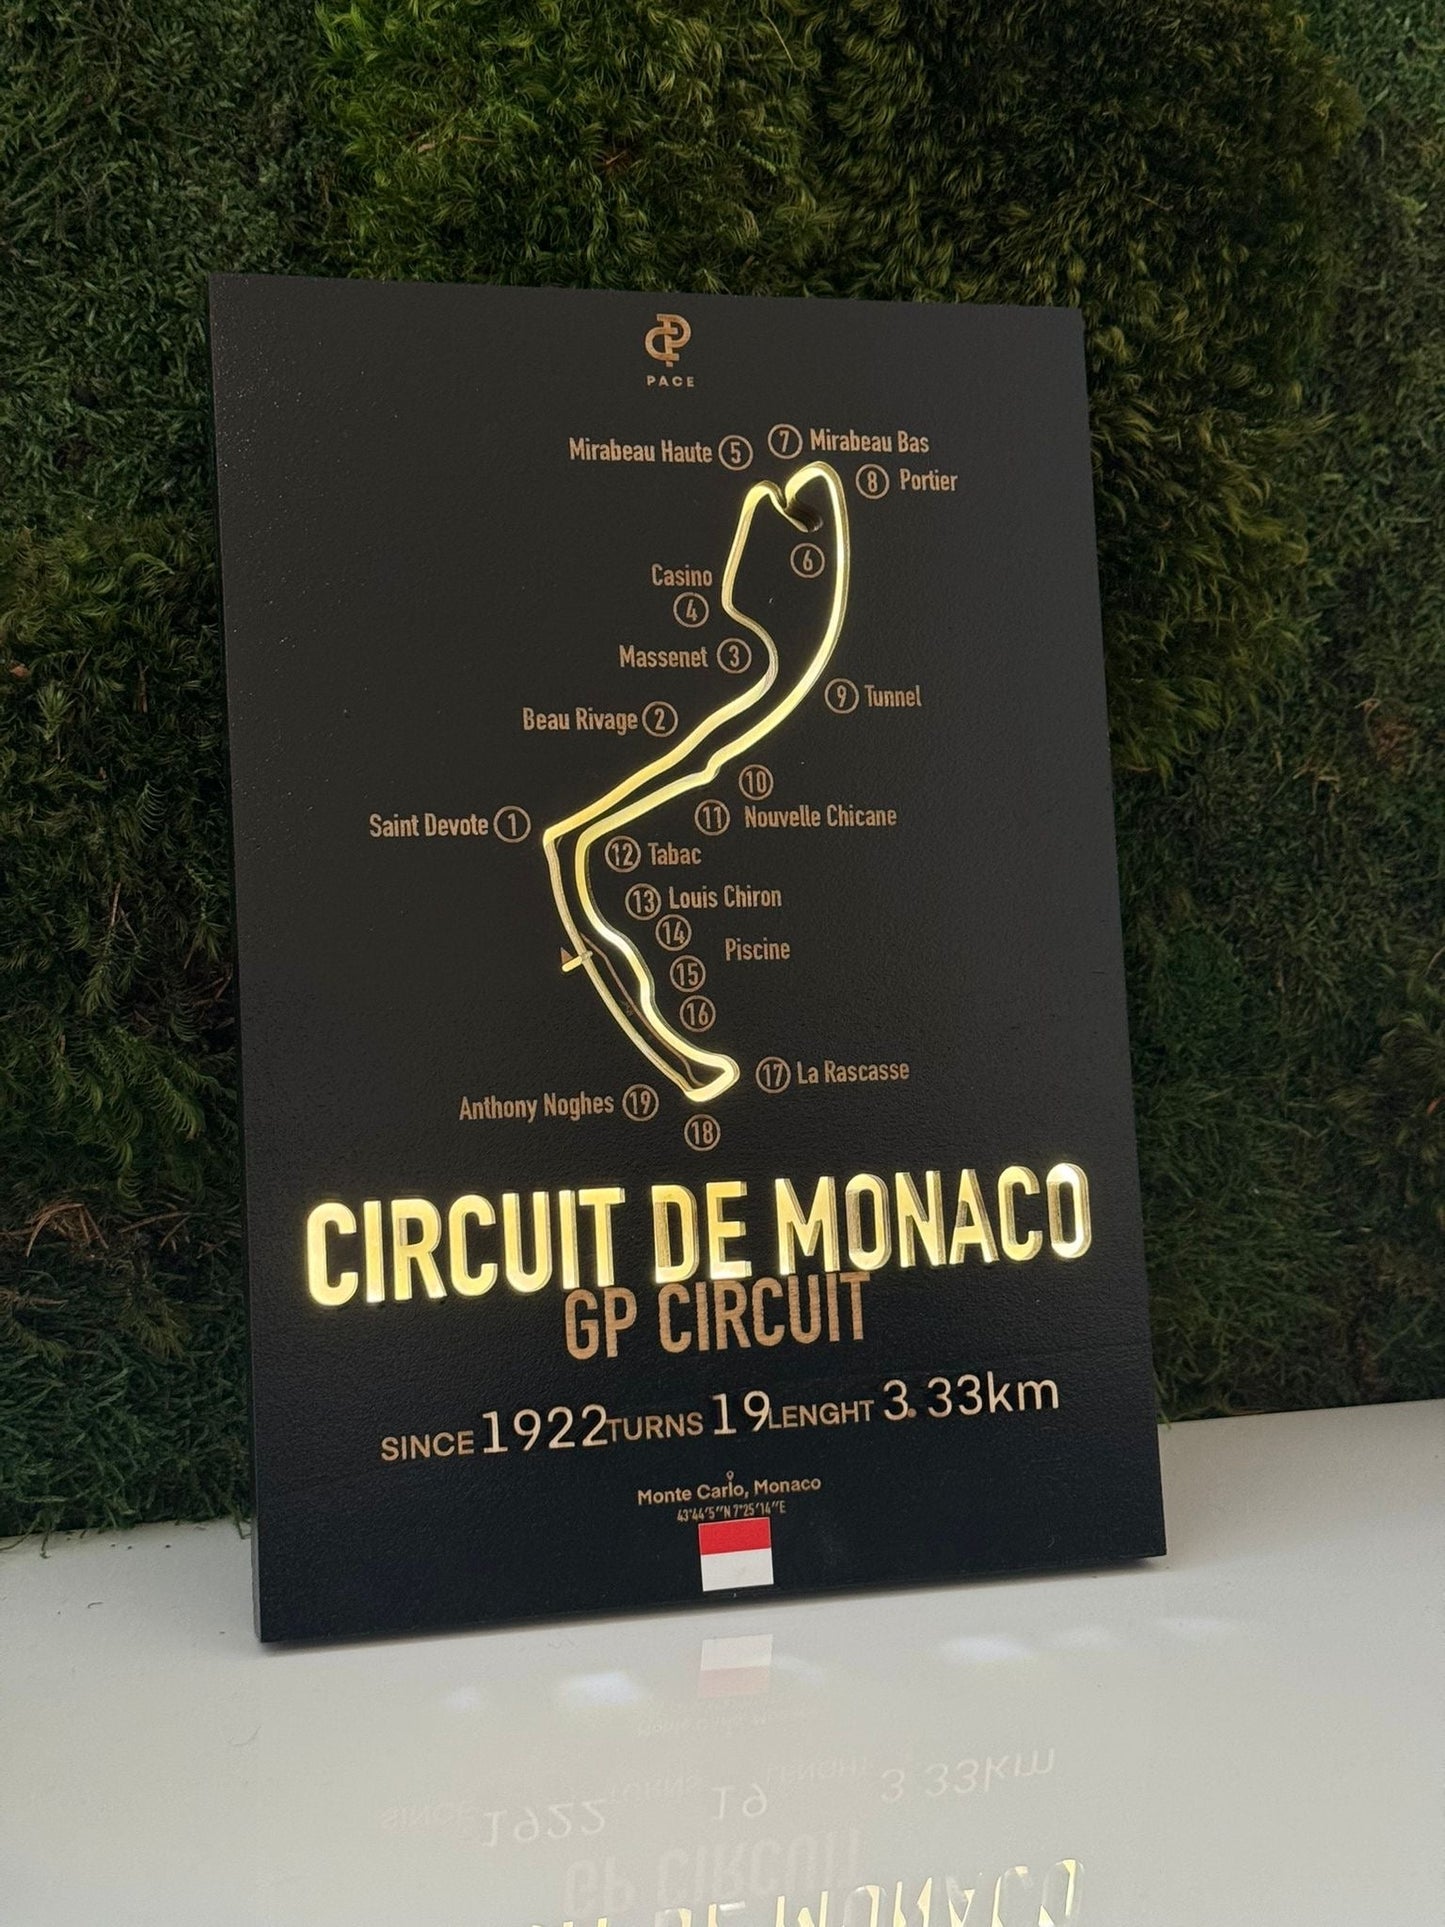 PACE
Mirabeau Haute 5 7 Mirabeau Bas
8 Portier
6
Casino
4
Massenet 3
9 Tunnel
Beau Rivage 2
10
Saint Devote 1 11 Nouvelle Chicane
12 Tabac
13 Louis Chiron
14
Piscine
15
16
17 La Rascasse
Anthony Noghes 19
18
CIRCUIT DE MONACO
GP CIRCUIT
SINCE 1922 TURNS 19 LENGHT 3.33km
Monte Carlo, Monaco
43°44'5"N 7°25'14"E